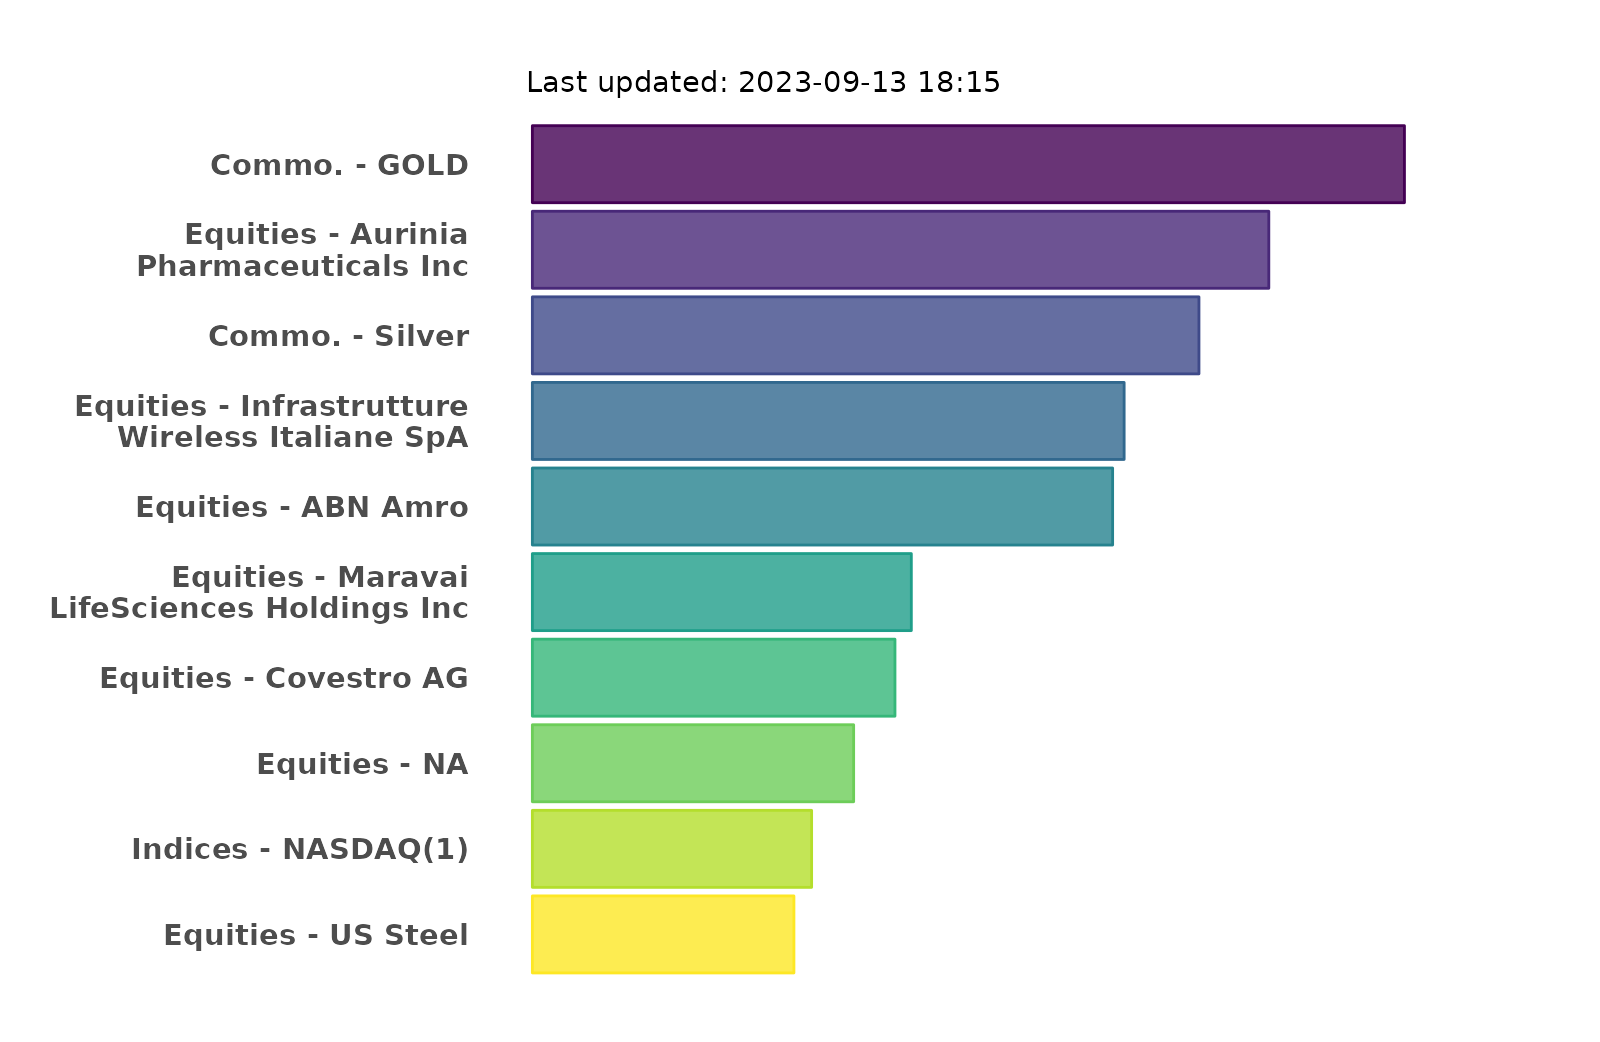 Last updated: 2023-09-13 18:15
Commo. - GOLD
Equities - Aurinia
Pharmaceuticals Inc
Commo. - Silver
Equities - Infrastrutture
Wireless Italiane SpA
Equities - ABN Amro
Equities - Maravai
LifeSciences Holdings Inc
Equities - Covestro AG
Equities - NA
Indices - NASDAQ(1)
Equities - US Steel